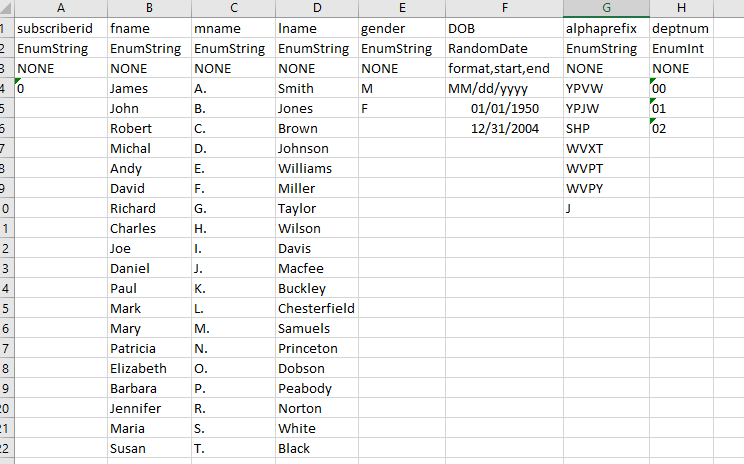 A B C D E F G H
1 subscriberid fname mname lname gender DOB alphaprefix deptnum
2 EnumString EnumString EnumString EnumString EnumString RandomDate EnumString EnumInt
3 NONE NONE NONE NONE NONE format,start,end NONE NONE
4 0 James A. Smith M MM/dd/yyyy YPVW 00
5 John B. Jones F 01/01/1950 YPJW 01
6 Robert C. Brown 12/31/2004 SHP 02
7 Michal D. Johnson WVXT
8 Andy E. Williams WVPT
9 David F. Miller WVPY
0 Richard G. Taylor J
1 Charles H. Wilson
2 Joe I. Davis
3 Daniel J. Macfee
4 Paul K. Buckley
5 Mark L. Chesterfield
6 Mary M. Samuels
7 Patricia N. Princeton
8 Elizabeth O. Dobson
9 Barbara P. Peabody
20 Jennifer R. Norton
21 Maria S. White
22 Susan T. Black